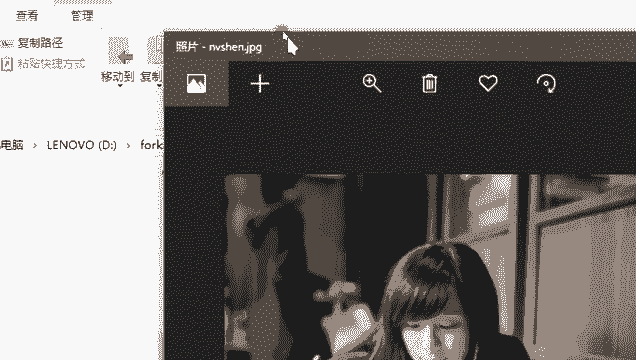 查看 管理
复制路径
粘贴快捷方式
移动到 复制
电脑 › LENOVO (D:) › fork
照片 - nvshen.jpg